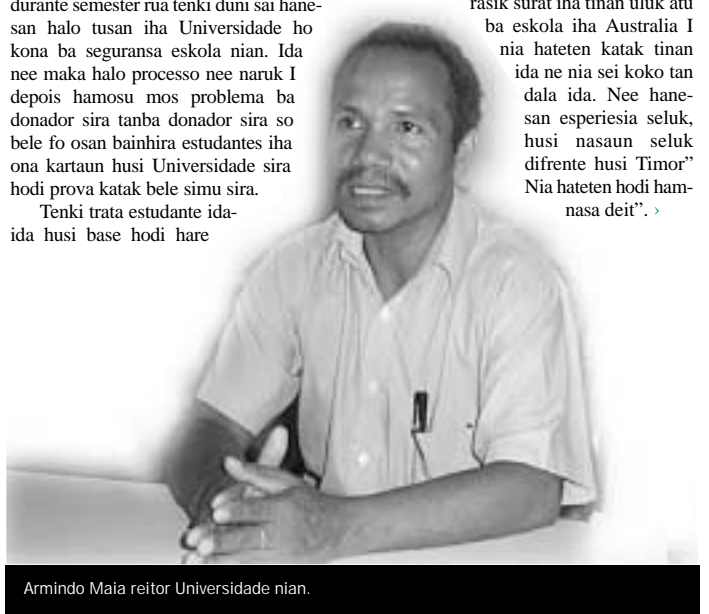 durante semester rua tenki duni sai hane-
san halo tusan iha Universidade ho
kona ba seguransa eskola nian. Ida
nee maka halo processo nee naruk I
depois hamosu mos problema ba
donador sira tanba donador sira so
bele fo osan bainhira estudantes iha
ona kartaun husi Universidade sira
hodi prova katak bele simu sira.
Tenki trata estudante ida-
ida husi base hodi hare
rasik surat iha tinan uluk atu
ba eskola iha Australia I
nia hateten katak tinan
ida ne nia sei koko tan
dala ida. Nee hane-
san esperiesia seluk,
husi nasaun seluk
difrente husi Timor”
Nia hateten hodi ham-
nasa deit”. ›
Armindo Maia reitor Universidade nian.